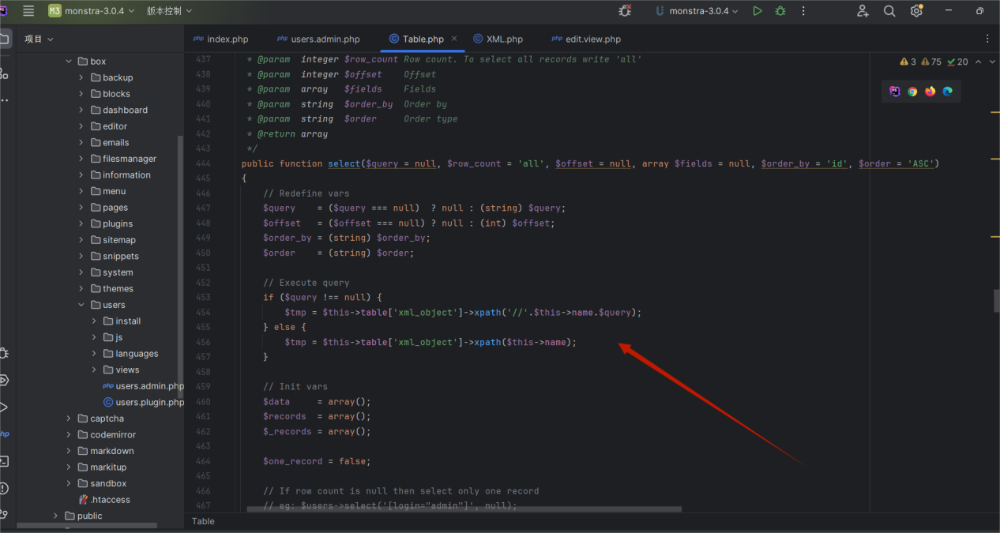 M3 monstra-3.0.4 版本控制 monstra-3.0.4
项目
php index.php php users.admin.php Table.php XML.php php edit.view.php
3 75 20
box
backup
blocks
dashboard
editor
emails
filesmanager
information
menu
pages
plugins
sitemap
snippets
system
themes
users
install
js
languages
views
php users.admin.php
users.plugin.php
captcha
codemirror
markdown
markitup
sandbox
.htaccess
public
437 * @param integer $row_count Row count. To select all records write 'all'
438 * @param integer $offset Offset
439 * @param array $fields Fields
440 * @param string $order_by Order by
441 * @param string $order Order type
442 * @return array
443 */
444 public function select($query = null, $row_count = 'all', $offset = null, array $fields = null, $order_by = 'id', $order = 'ASC')
445 {
446 // Redefine vars
447 $query = ($query === null) ? null : (string) $query;
448 $offset = ($offset === null) ? null : (int) $offset;
449 $order_by = (string) $order_by;
450 $order = (string) $order;
451
452 // Execute query
453 if ($query !== null) {
454 $tmp = $this->table['xml_object']->xpath('//'.$this->name.$query);
455 } else {
456 $tmp = $this->table['xml_object']->xpath($this->name);
457 }
458
459 // Init vars
460 $data = array();
461 $records = array();
462 $_records = array();
463
464 $one_record = false;
465
466 // If row count is null then select only one record
467 // eg: $users->select('[login="admin"]', null);
Table